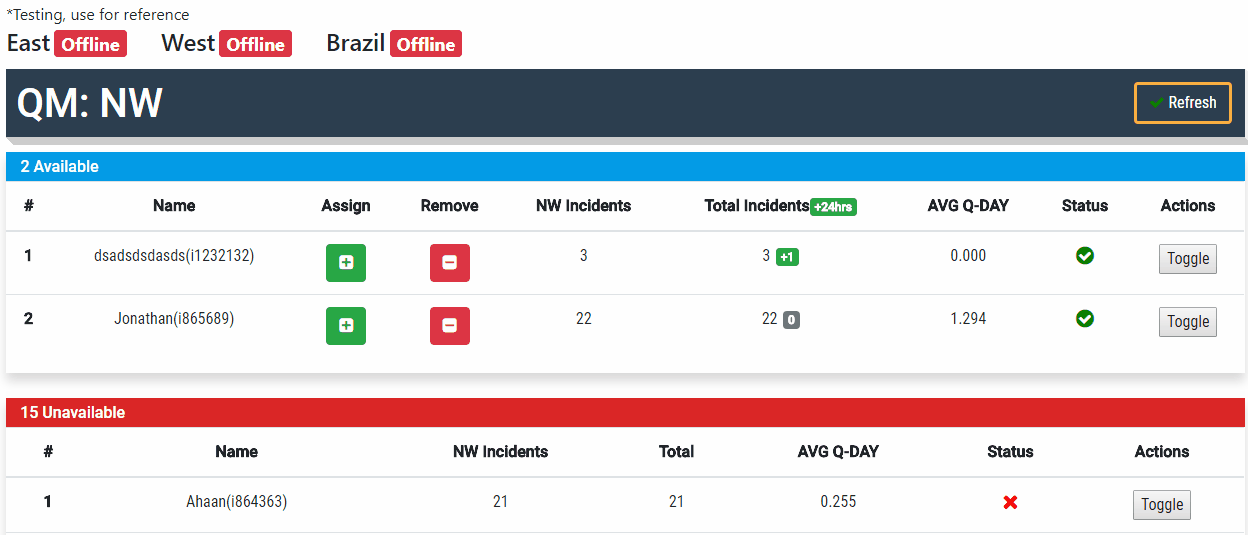 *Testing, use for reference
East Offline West Offline Brazil Offline
QM: NW Refresh
2 Available
# Name Assign Remove NW Incidents Total Incidents +24hrs AVG Q-DAY Status Actions
1 dsadsdsdasds(i1232132) 3 3 +1 0.000 Toggle
2 Jonathan(i865689) 22 22 0 1.294 Toggle
15 Unavailable
# Name NW Incidents Total AVG Q-DAY Status Actions
1 Ahaan(i864363) 21 21 0.255 Toggle